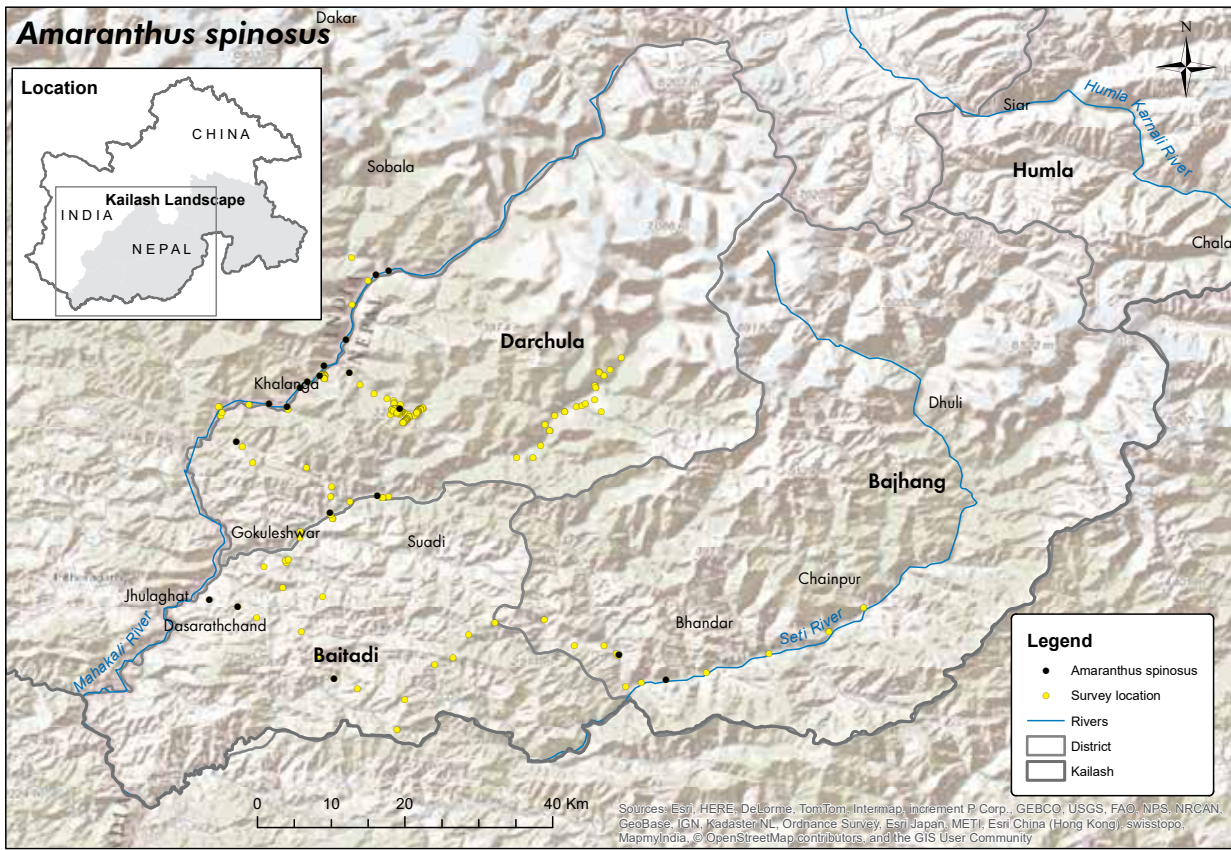 Dakar
Amaranthus spinosus
N
Location
CHINA
Kailash Landscape
INDIA
NEPAL
Siar
Humla Karnali River
Sobala
Humla
Chala
NEPAL
Darchula
Khalanga
Dhuli
Bajhang
Gokuleshwar
Suadi
Chainpur
Jhulaghat
Dasarathchand
Bhandar
Seti River
Mahakali River
Baitadi
Legend
Amaranthus spinosus
Survey location
Rivers
District
Kailash
0 20 40 Km
Sources: Esri, HERE, DeLorme, TomTom, Intermap, increment P Corp., GEBCO, USGS, FAO, NPS, NRCAN,
GeoBase, IGN, Kadaster NL, Ordnance Survey, Esri Japan, METI, Esri China (Hong Kong), swisstopo,
MapmyIndia, © OpenStreetMap contributors, and the GIS User Community